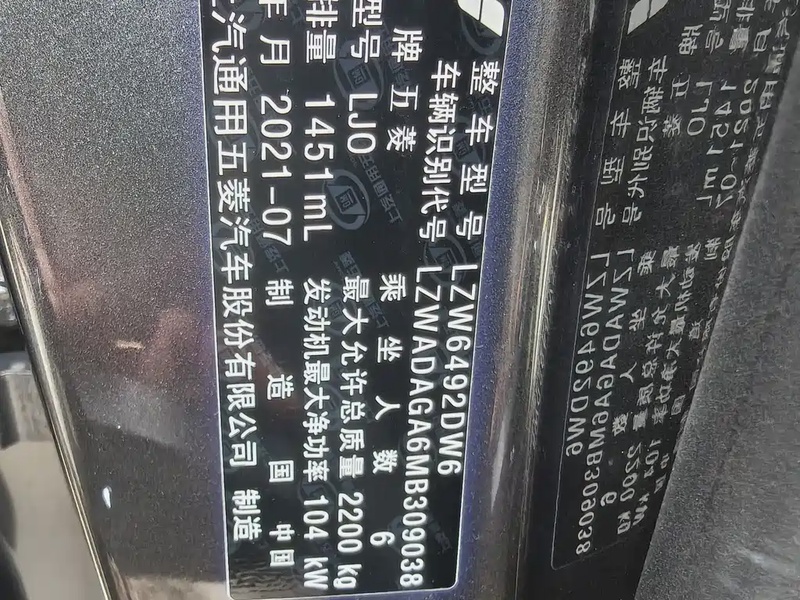 整车型号 LZW6492DW6
车辆识别代号 LZWADAGA6MB309038
牌 五菱 乘坐人数 6
型号 LJO 最大允许总质量 2200 kg
排量 1451 mL 发动机最大净功率 104 kW
年月 2021-07 制造国 中国
汽通用五菱汽车股份有限公司 制造